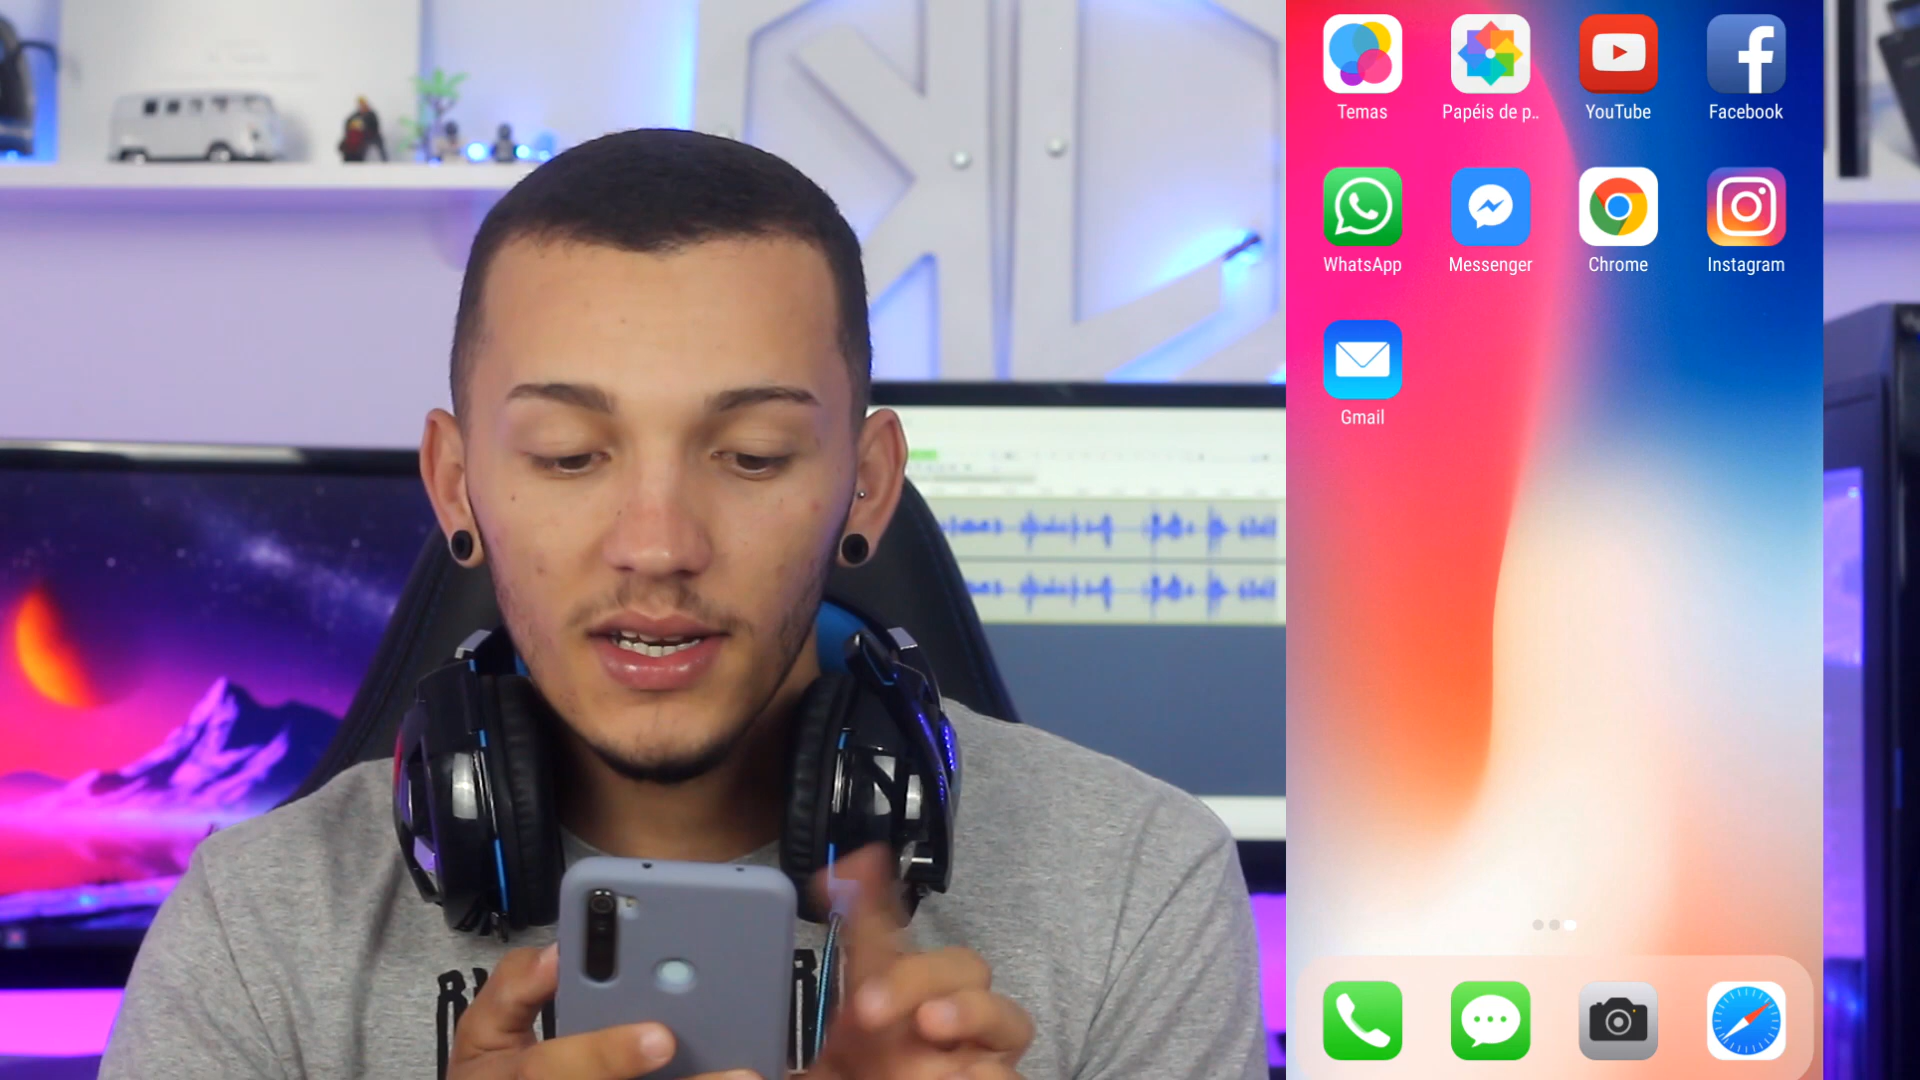 Temas
Papéis de p..
YouTube
Facebook
WhatsApp
Messenger
Chrome
Instagram
Gmail